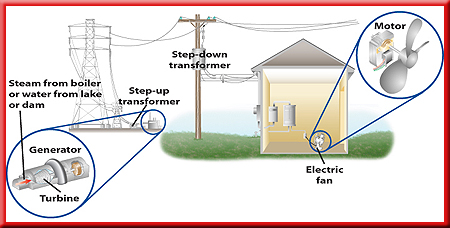 Motor
Step-down
transformer
Steam from boiler
or water from lake
or dam
Step-up
transformer
Generator
Turbine
Electric
fan